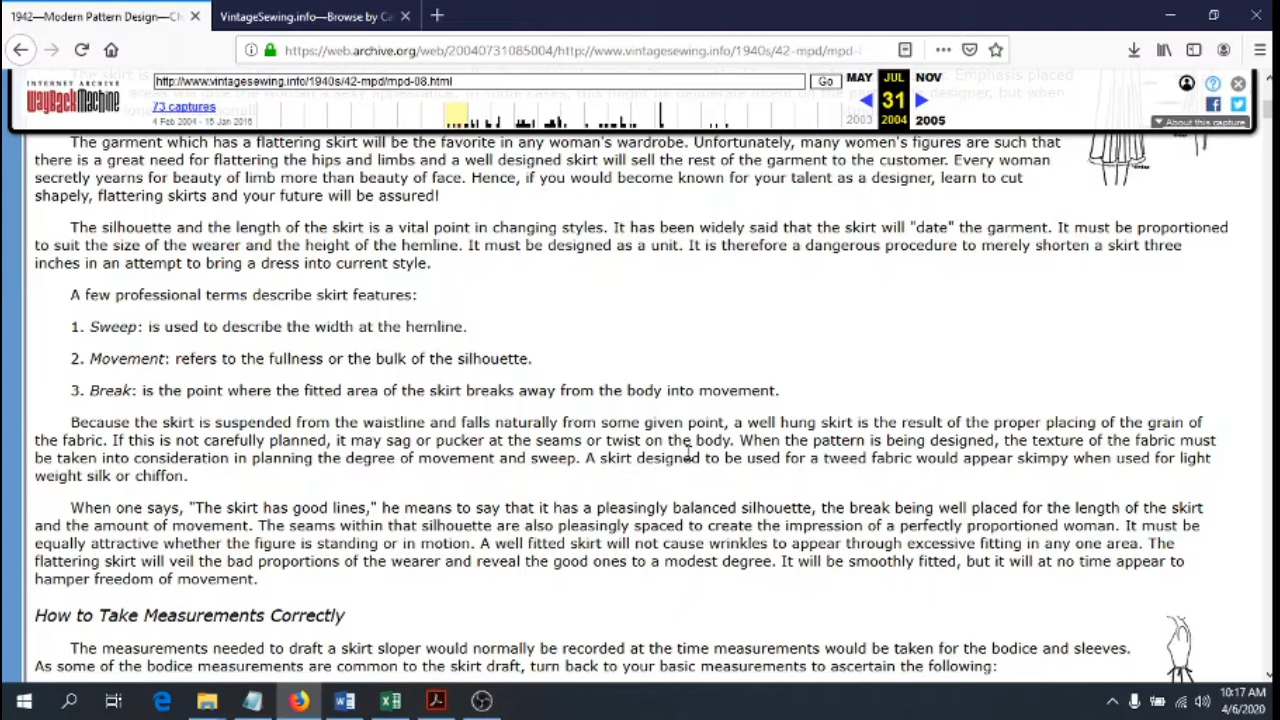 1942—Modern Pattern Design—Ch
VintageSewing.info—Browse by Ca
https://web.archive.org/web/20040731085004/http://www.vintagesewing.info/1940s/42-mpd/mpd-0
INTERNET ARCHIVE
WayBackMachine
http://www.vintagesewing.info/1940s/42-mpd/mpd-08.html
Go
MAY JUL NOV
73 captures
31
4 Feb 2004 - 15 Jan 2016
2003 2004 2005
About this capture
The garment which has a flattering skirt will be the favorite in any woman's wardrobe. Unfortunately, many women's figures are such that
there is a great need for flattering the hips and limbs and a well designed skirt will sell the rest of the garment to the customer. Every woman
secretly yearns for beauty of limb more than beauty of face. Hence, if you would become known for your talent as a designer, learn to cut
shapely, flattering skirts and your future will be assured!
The silhouette and the length of the skirt is a vital point in changing styles. It has been widely said that the skirt will "date" the garment. It must be proportioned
to suit the size of the wearer and the height of the hemline. It must be designed as a unit. It is therefore a dangerous procedure to merely shorten a skirt three
inches in an attempt to bring a dress into current style.
A few professional terms describe skirt features:
1. Sweep: is used to describe the width at the hemline.
2. Movement: refers to the fullness or the bulk of the silhouette.
3. Break: is the point where the fitted area of the skirt breaks away from the body into movement.
Because the skirt is suspended from the waistline and falls naturally from some given point, a well hung skirt is the result of the proper placing of the grain of
the fabric. If this is not carefully planned, it may sag or pucker at the seams or twist on the body. When the pattern is being designed, the texture of the fabric must
be taken into consideration in planning the degree of movement and sweep. A skirt designed to be used for a tweed fabric would appear skimpy when used for light
weight silk or chiffon.
When one says, "The skirt has good lines," he means to say that it has a pleasingly balanced silhouette, the break being well placed for the length of the skirt
and the amount of movement. The seams within that silhouette are also pleasingly spaced to create the impression of a perfectly proportioned woman. It must be
equally attractive whether the figure is standing or in motion. A well fitted skirt will not cause wrinkles to appear through excessive fitting in any one area. The
flattering skirt will veil the bad proportions of the wearer and reveal the good ones to a modest degree. It will be smoothly fitted, but it will at no time appear to
hamper freedom of movement.
How to Take Measurements Correctly
The measurements needed to draft a skirt sloper would normally be recorded at the time measurements would be taken for the bodice and sleeves.
As some of the bodice measurements are common to the skirt draft, turn back to your basic measurements to ascertain the following:
10:17 AM
4/6/2020